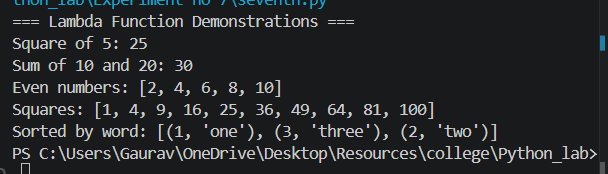 thon_lab\Experiment no 7\seventh.py
=== Lambda Function Demonstrations ===
Square of 5: 25
Sum of 10 and 20: 30
Even numbers: [2, 4, 6, 8, 10]
Squares: [1, 4, 9, 16, 25, 36, 49, 64, 81, 100]
Sorted by word: [(1, 'one'), (3, 'three'), (2, 'two')]
PS C:\Users\Gaurav\OneDrive\Desktop\Resources\college\Python_lab>